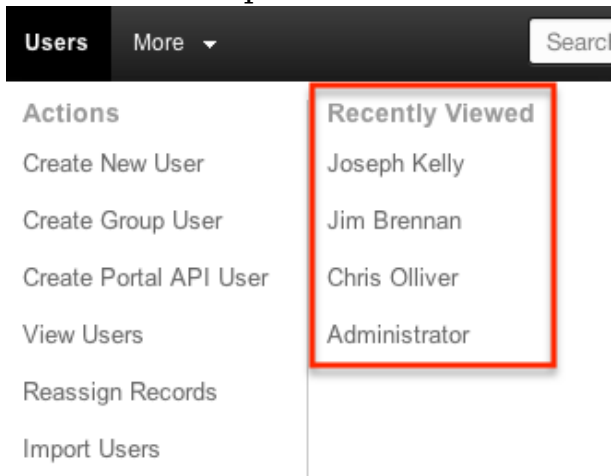 Users More
Actions
Create New User
Create Group User
Create Portal API User
View Users
Reassign Records
Import Users
Recently Viewed
Joseph Kelly
Jim Brennan
Chris Olliver
Administrator